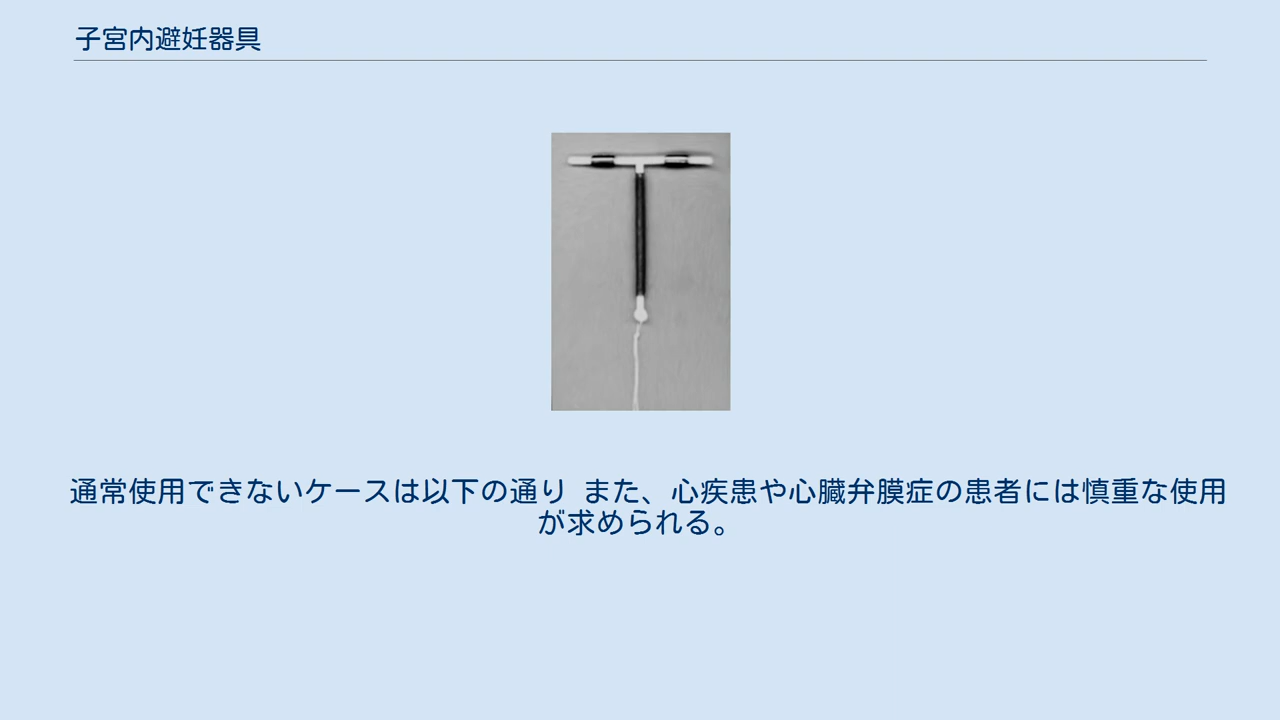 子宮内避妊器具
通常使用できないケースは以下の通り また、心疾患や心臓弁膜症の患者には慎重な使用
が求められる。